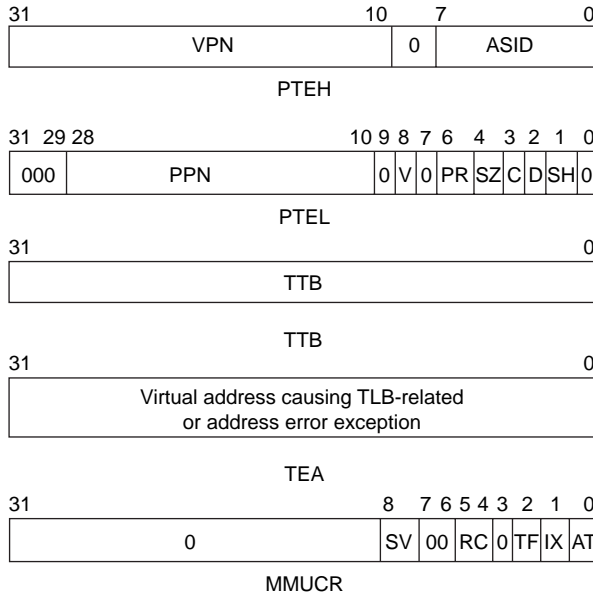 31 10 7 0
VPN 0 ASID
PTEH
31 29 28 10 9 8 7 6 4 3 2 1 0
000 PPN 0 V 0 PR SZ C D SH 0
PTEL
31 0
TTB
TTB
31 0
Virtual address causing TLB-related
or address error exception
TEA
31 8 7 6 5 4 3 2 1 0
0 SV 00 RC 0 TF IX AT
MMUCR